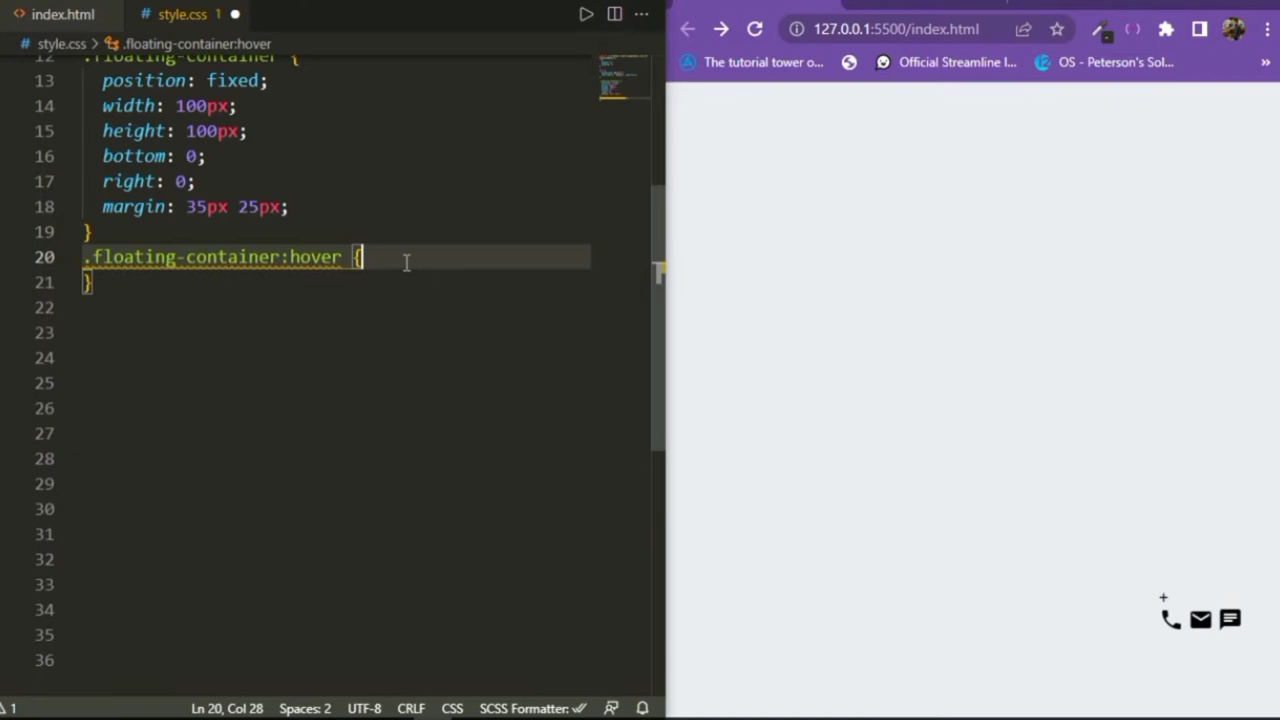 index.html
style.css 1
style.css > .floating-container:hover
12 .floating-container {
13 position: fixed;
14 width: 100px;
15 height: 100px;
16 bottom: 0;
17 right: 0;
18 margin: 35px 25px;
19 }
20 .floating-container:hover {
21 }
22
23
24
25
26
27
28
29
30
31
32
33
34
35
36
1
Ln 20, Col 28
Spaces: 2
UTF-8
CRLF
CSS
SCSS Formatter:
127.0.0.1:5500/index.html
The tutorial tower o...
Official Streamline I...
OS - Peterson's Sol...
»
+